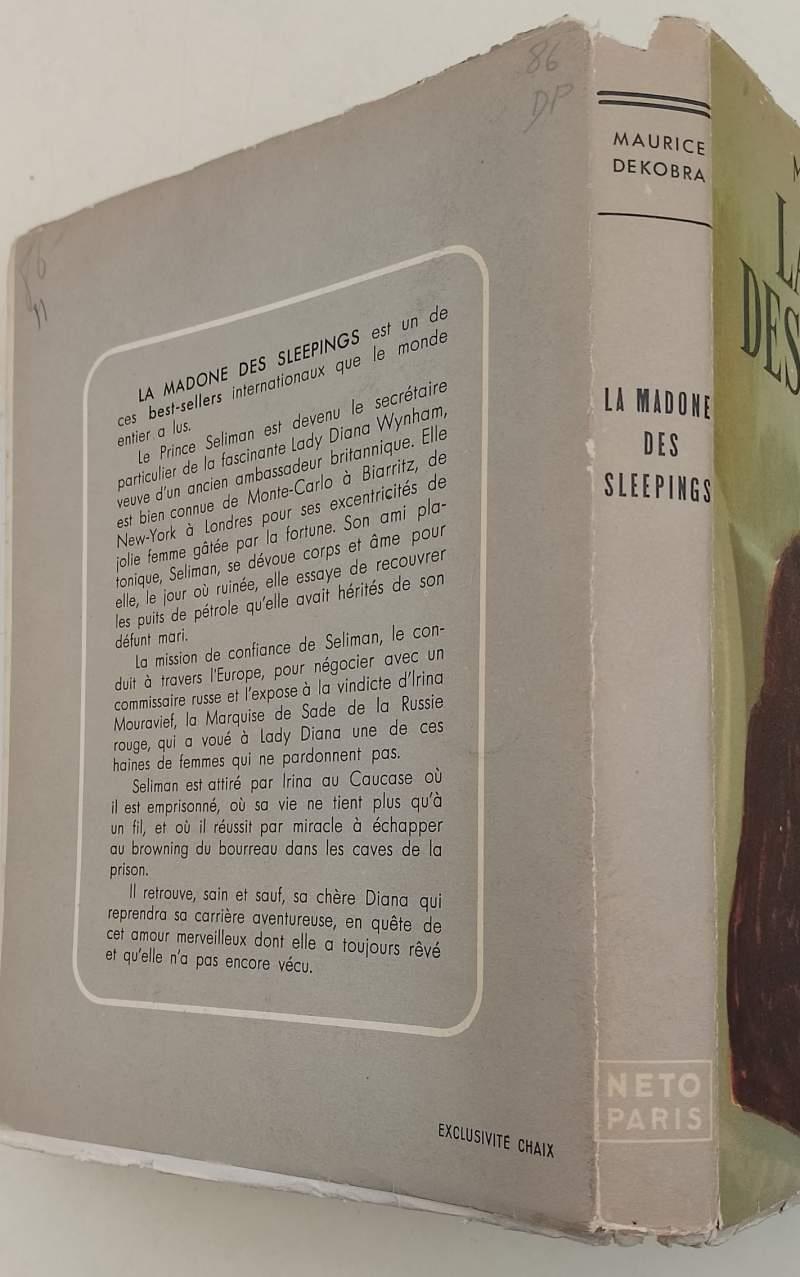 86
DP
86
LA MADONE DES SLEEPINGS est un de
ces best-sellers internationaux que le monde
entier a lus.
Le Prince Seliman est devenu le secrétaire
particulier de la fascinante Lady Diana Wynham,
veuve d'un ancien ambassadeur britannique. Elle
est bien connue de Monte-Carlo à Biarritz, de
New-York à Londres pour ses excentricités de
jolie femme gâtée par la fortune. Son ami pla-
tonique, Seliman, se dévoue corps et âme pour
elle, le jour où ruinée, elle essaye de recouvrer
les puits de pétrole qu'elle avait hérités de son
défunt mari.
La mission de confiance de Seliman, le con-
duit à travers l'Europe, pour négocier avec un
commissaire russe et l'expose à la vindicte d'Irina
Mouravief, la Marquise de Sade de la Russie
rouge, qui a voué à Lady Diana une de ces
haines de femmes qui ne pardonnent pas.
Seliman est attiré par Irina au Caucase où
il est emprisonné, où sa vie ne tient plus qu'à
un fil, et où il réussit par miracle à échapper
au browning du bourreau dans les caves de la
prison.
Il retrouve, sain et sauf, sa chère Diana qui
reprendra sa carrière aventureuse, en quête de
cet amour merveilleux dont elle a toujours rêvé
et qu'elle n'a pas encore vécu.
EXCLUSIVITÉ CHAIX
MAURICE
DEKOBRA
LA MADONE
DES
SLEEPINGS
NETO
PARIS
M
LA
DES